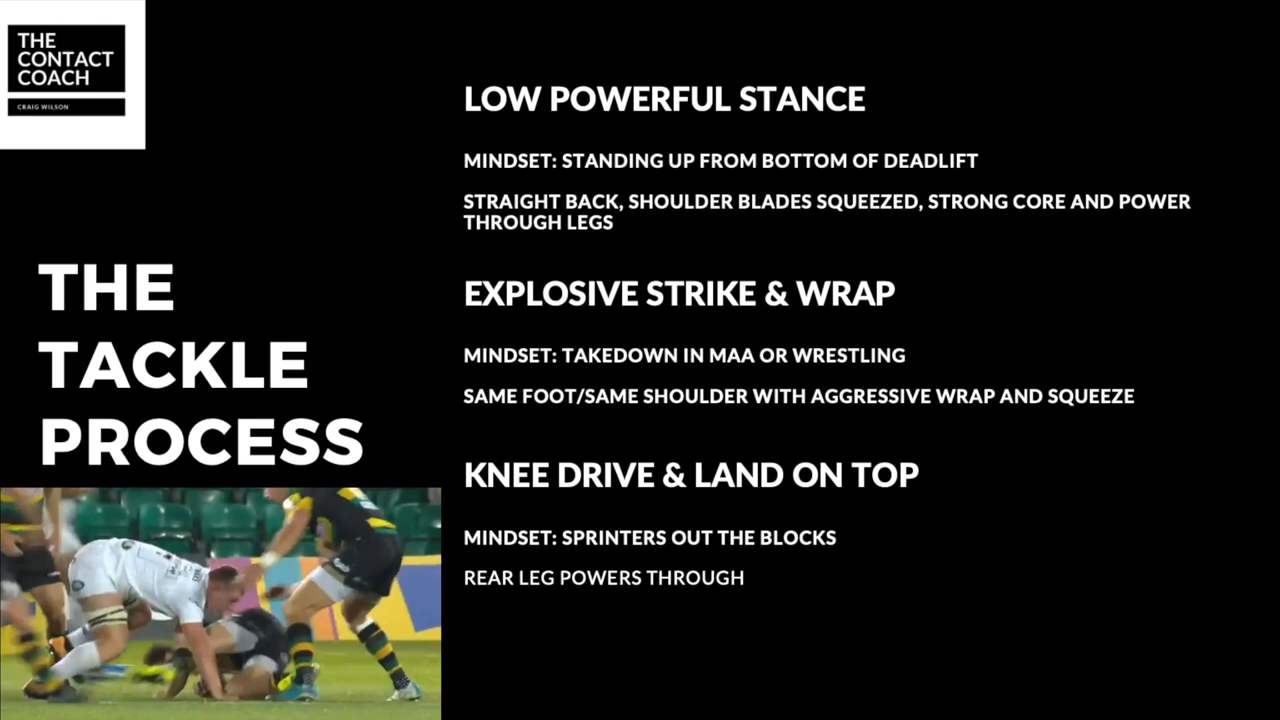 THE
CONTACT
COACH
CRAIG WILSON
THE
TACKLE
PROCESS
LOW POWERFUL STANCE
MINDSET: STANDING UP FROM BOTTOM OF DEADLIFT
STRAIGHT BACK, SHOULDER BLADES SQUEEZED, STRONG CORE AND POWER
THROUGH LEGS
EXPLOSIVE STRIKE & WRAP
MINDSET: TAKEDOWN IN MAA OR WRESTLING
SAME FOOT/SAME SHOULDER WITH AGGRESSIVE WRAP AND SQUEEZE
KNEE DRIVE & LAND ON TOP
MINDSET: SPRINTERS OUT THE BLOCKS
REAR LEG POWERS THROUGH